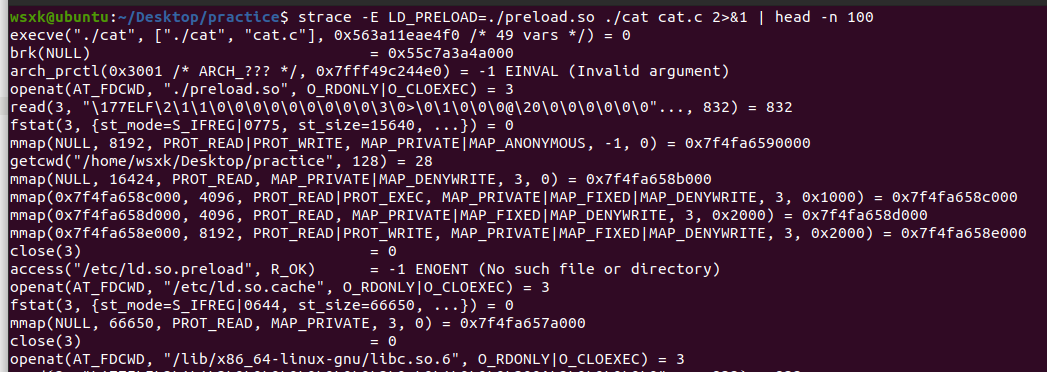 wsxk@ubuntu:~/Desktop/practice$ strace -E LD_PRELOAD=./preload.so ./cat cat.c 2>&1 | head -n 100
execve("./cat", ["./cat", "cat.c"], 0x563a11eae4f0 /* 49 vars */) = 0
brk(NULL)                               = 0x55c7a3a4a000
arch_prctl(0x3001 /* ARCH_??? */, 0x7fff49c244e0) = -1 EINVAL (Invalid argument)
openat(AT_FDCWD, "./preload.so", O_RDONLY|O_CLOEXEC) = 3
read(3, "\177ELF\2\1\1\0\0\0\0\0\0\0\0\0\3\0>\0\1\0\0\0@\20\0\0\0\0\0\0"..., 832) = 832
fstat(3, {st_mode=S_IFREG|0775, st_size=15640, ...}) = 0
mmap(NULL, 8192, PROT_READ|PROT_WRITE, MAP_PRIVATE|MAP_ANONYMOUS, -1, 0) = 0x7f4fa6590000
getcwd("/home/wsxk/Desktop/practice", 128) = 28
mmap(NULL, 16424, PROT_READ, MAP_PRIVATE|MAP_DENYWRITE, 3, 0) = 0x7f4fa658b000
mmap(0x7f4fa658c000, 4096, PROT_READ|PROT_EXEC, MAP_PRIVATE|MAP_FIXED|MAP_DENYWRITE, 3, 0x1000) = 0x7f4fa658c000
mmap(0x7f4fa658d000, 4096, PROT_READ, MAP_PRIVATE|MAP_FIXED|MAP_DENYWRITE, 3, 0x2000) = 0x7f4fa658d000
mmap(0x7f4fa658e000, 8192, PROT_READ|PROT_WRITE, MAP_PRIVATE|MAP_FIXED|MAP_DENYWRITE, 3, 0x2000) = 0x7f4fa658e000
close(3)                                = 0
access("/etc/ld.so.preload", R_OK)      = -1 ENOENT (No such file or directory)
openat(AT_FDCWD, "/etc/ld.so.cache", O_RDONLY|O_CLOEXEC) = 3
fstat(3, {st_mode=S_IFREG|0644, st_size=66650, ...}) = 0
mmap(NULL, 66650, PROT_READ, MAP_PRIVATE, 3, 0) = 0x7f4fa657a000
close(3)                                = 0
openat(AT_FDCWD, "/lib/x86_64-linux-gnu/libc.so.6", O_RDONLY|O_CLOEXEC) = 3